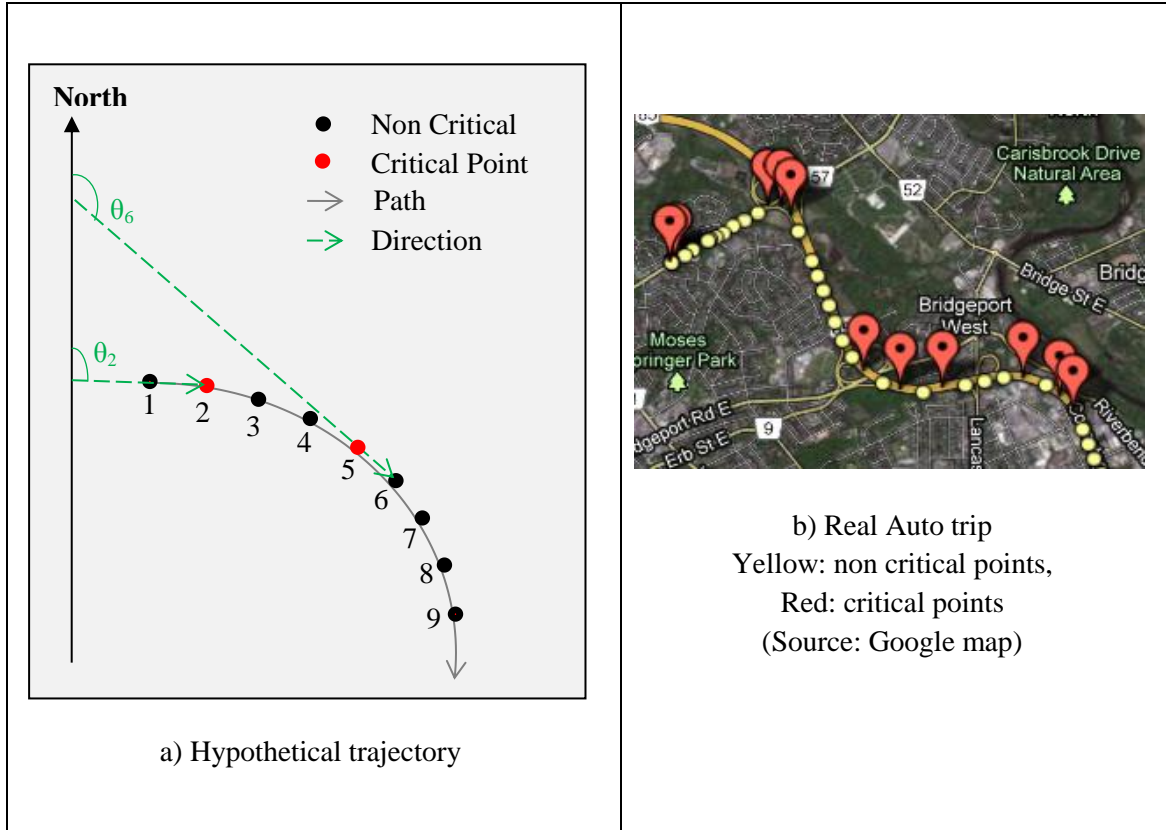 North
Non Critical
Critical Point
Path
Direction
θ6
θ2
1
2
3
4
5
6
7
8
9
a) Hypothetical trajectory
57
52
Carisbrook Drive
Natural Area
Bridge St E
Bridgeport
West
Moses
pringer Park
dgeport Rd E
Erb St E
9
Lancas
Riverbend
b) Real Auto trip
Yellow: non critical points,
Red: critical points
(Source: Google map)